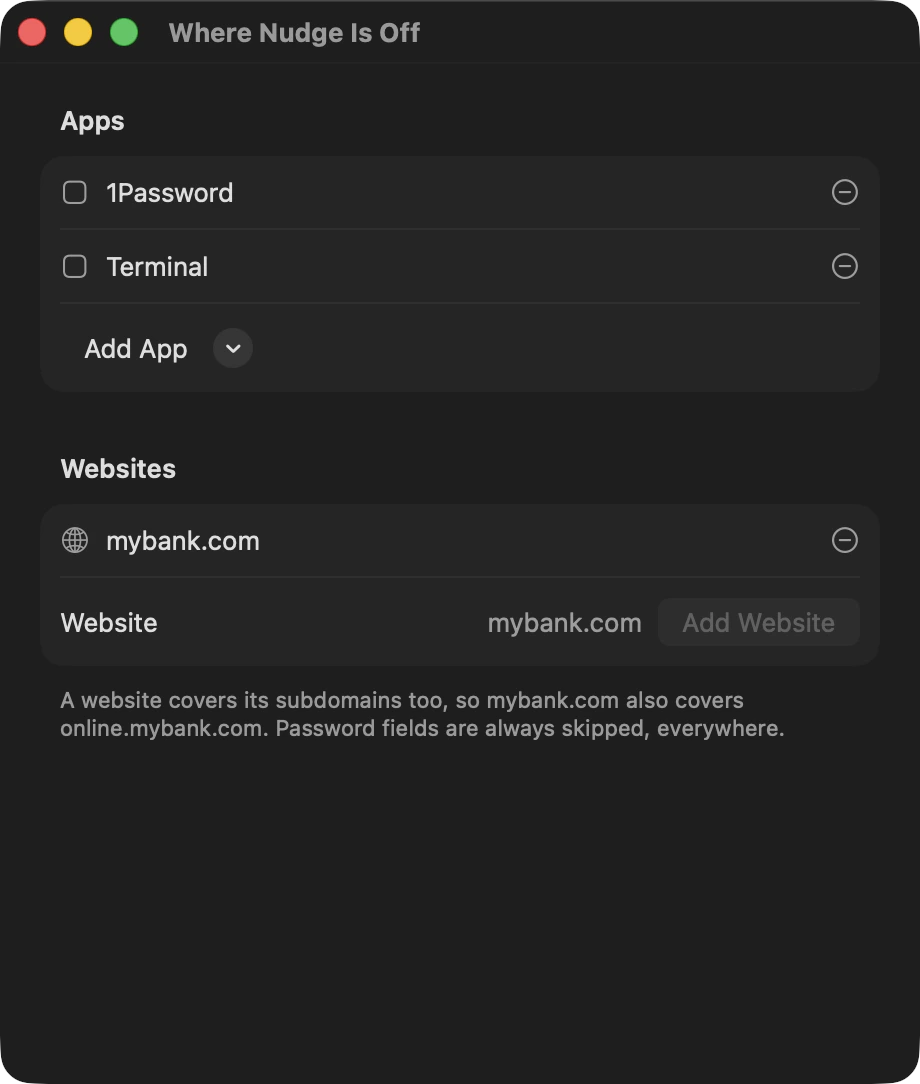 Where Nudge Is Off
Apps
1Password
Terminal
Add App
Websites
mybank.com
Website mybank.com Add Website
A website covers its subdomains too, so mybank.com also covers
online.mybank.com. Password fields are always skipped, everywhere.